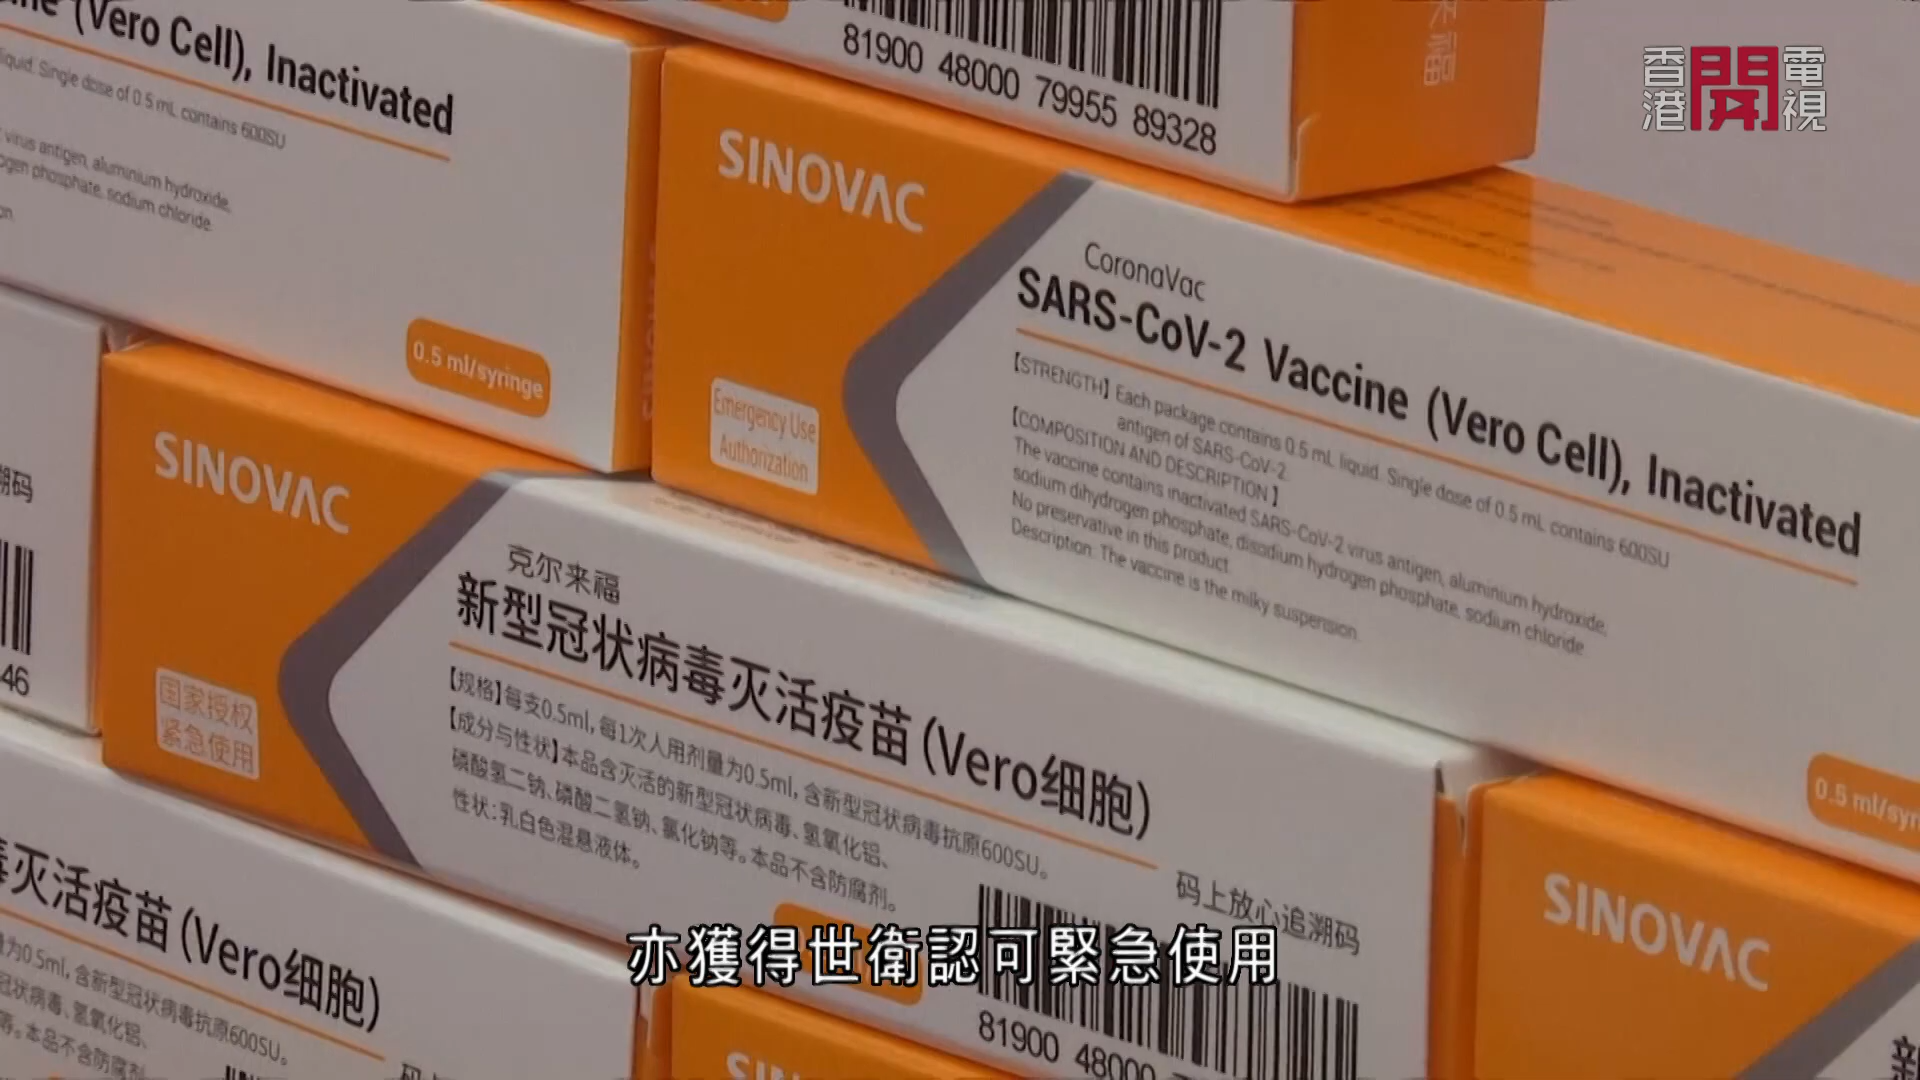 (Vero Cell), Inactivated
liquid. Single dose of 0.5 mL contains 600SU
virus antigen, aluminium hydroxide,
phosphate, sodium chloride.
0.5 ml/syringe
81900 48000 79955 89328
香港開電視
SINOVAC
Emergency Use
Authorization
CoronaVac
SARS-CoV-2 Vaccine (Vero Cell), Inactivated
【STRENGTH】Each package contains 0.5 mL liquid. Single dose of 0.5 mL contains 600SU
antigen of SARS-CoV-2.
【COMPOSITION AND DESCRIPTION】
The vaccine contains inactivated SARS-CoV-2 virus antigen, aluminium hydroxide,
sodium dihydrogen phosphate, disodium hydrogen phosphate, sodium chloride.
No preservative in this product.
Description: The vaccine is the milky suspension.
0.5 ml/
溯码
46
SINOVAC
国家授权
紧急使用
克尔来福
新型冠状病毒灭活疫苗(Vero细胞)
【规格】每支0.5ml,每1次人用剂量为0.5ml,含新型冠状病毒抗原600SU。
【成分与性状】本品含灭活的新型冠状病毒、氢氧化铝、
磷酸氢二钠、磷酸二氢钠、氯化钠等。本品不含防腐剂。
性状:乳白色混悬液体。
码上放心追溯码
81900 48000
SINOVAC
灭活疫苗(Vero细胞)
为0.5ml,含新型冠状病毒抗原600SU。
冠状病毒、氢氧化铝、
等。本品不含防腐剂
亦獲得世衛認可緊急使用